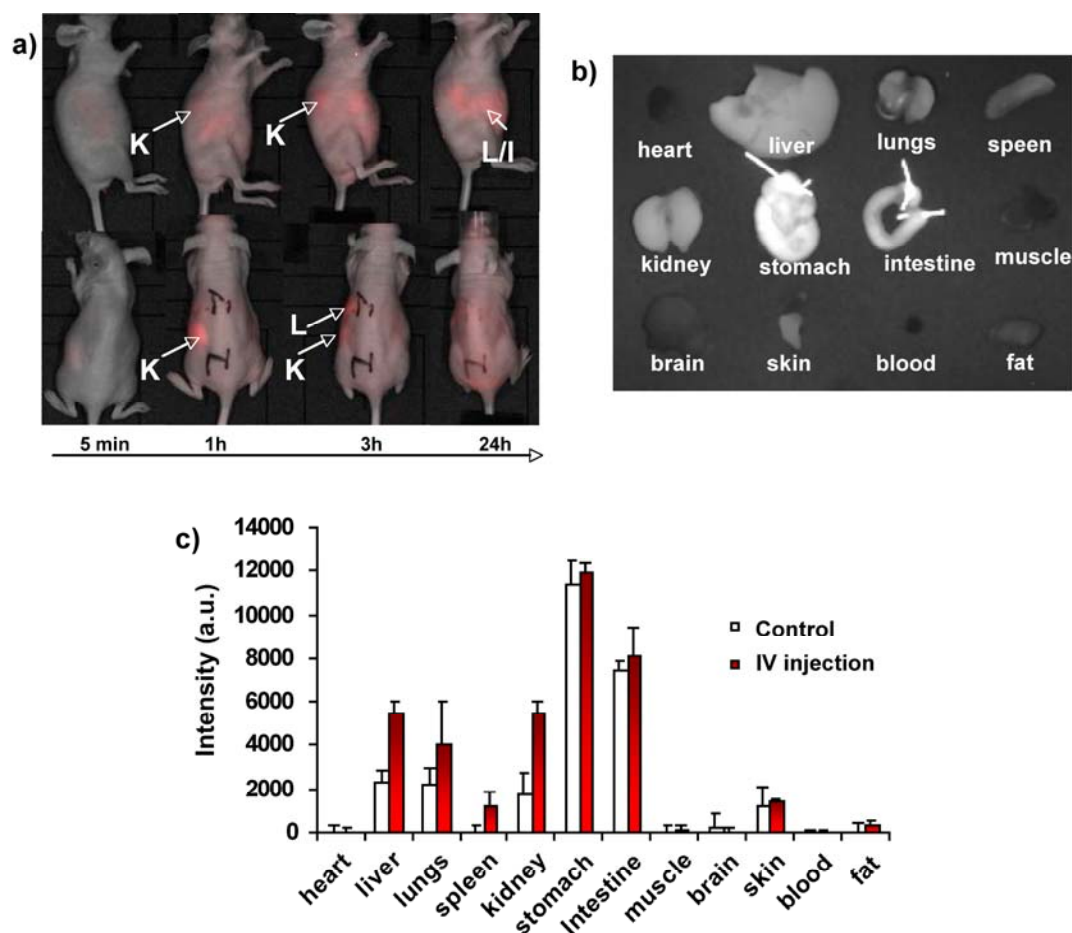 a)
K
K
L/I
L
K
K
5 min 1h 3h 24h
b)
heart liver lungs speen
kidney stomach intestine muscle
brain skin blood fat
c)
Intensity (a.u.)
14000
12000
10000
8000
6000
4000
2000
0
Control
IV injection
heart liver lungs spleen kidney stomach Intestine muscle brain skin blood fat